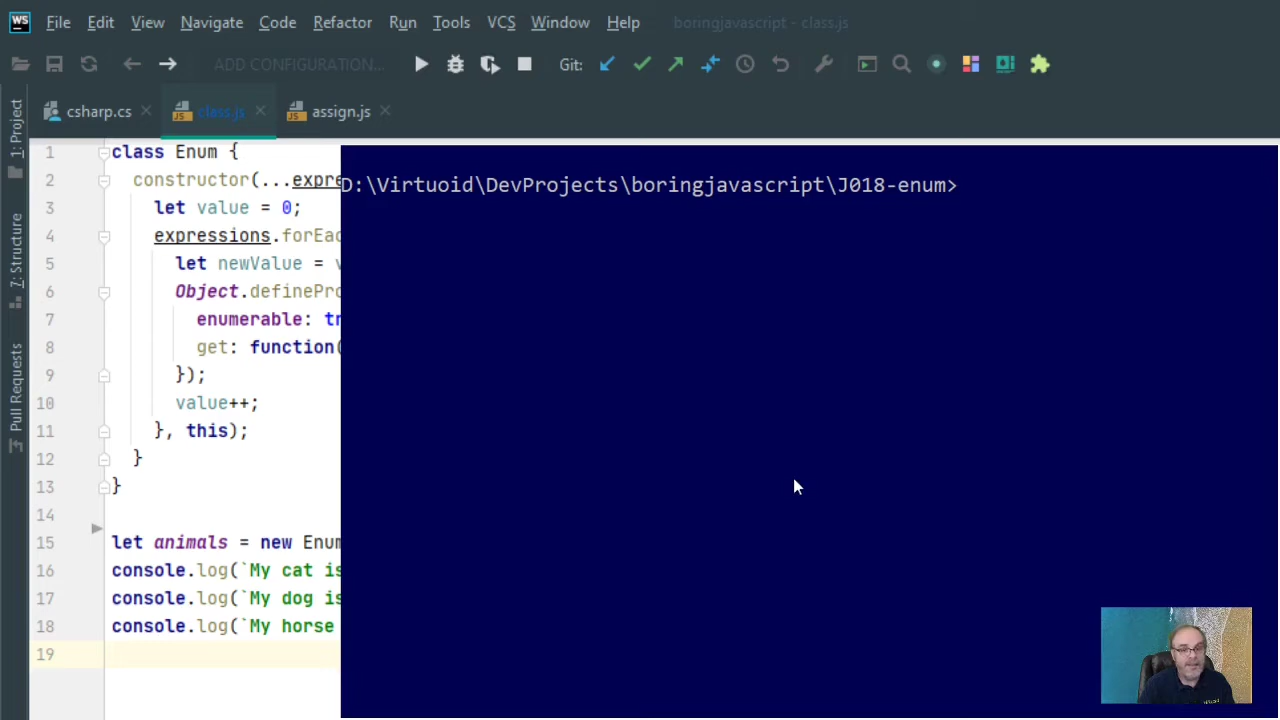 WS File Edit View Navigate Code Refactor Run Tools VCS Window Help boringjavascript - class.js
ADD CONFIGURATION... Git:
csharp.cs class.js assign.js
1: Project
7: Structure
Pull Requests
1 class Enum {
2 constructor(...expre
3 let value = 0;
4 expressions.forEac
5 let newValue = v
6 Object.definePro
7 enumerable: tr
8 get: function(
9 });
10 value++;
11 }, this);
12 }
13 }
14
15 let animals = new Enum
16 console.log(`My cat is
17 console.log(`My dog is
18 console.log(`My horse
19
D:\Virtuoid\DevProjects\boringjavascript\J018-enum>